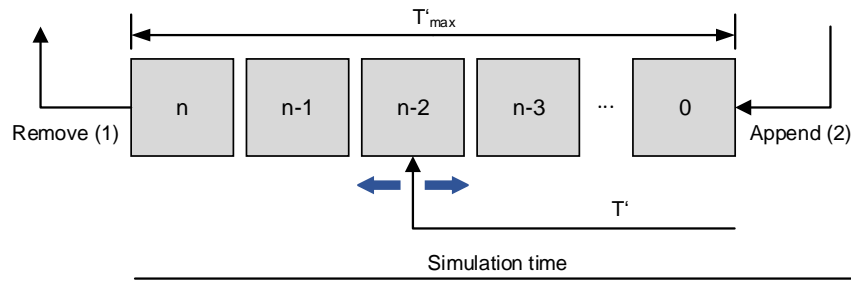 T‘max
n n-1 n-2 n-3 ... 0
Remove (1) Append (2)
T‘
Simulation time